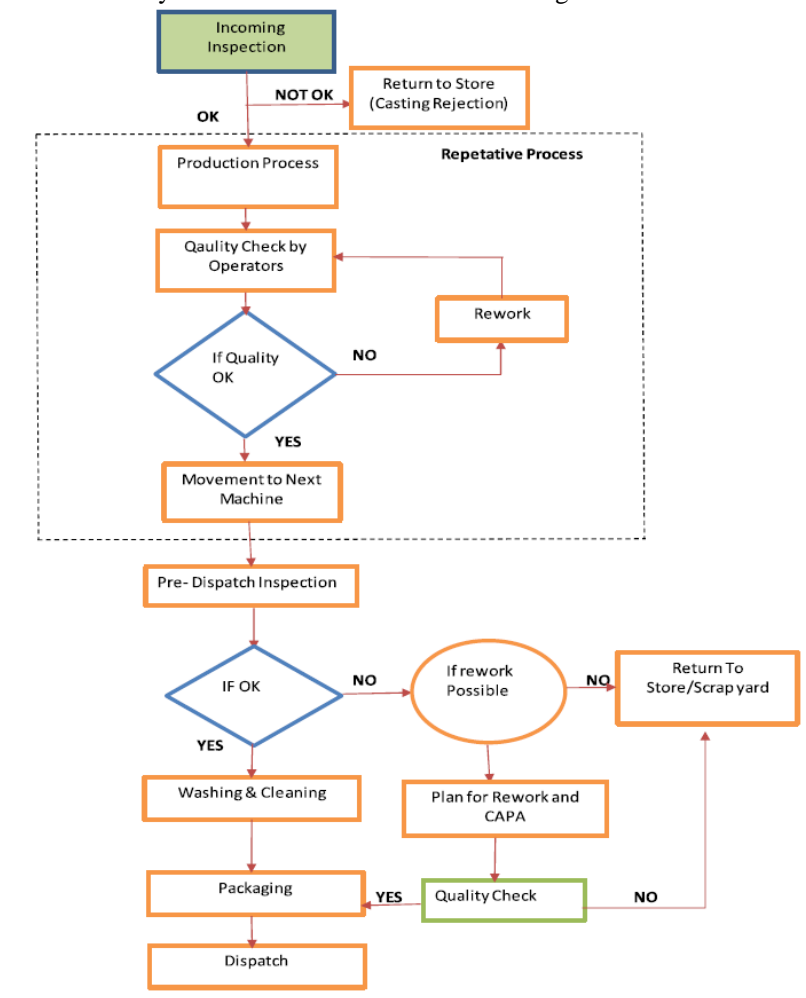 Incoming
Inspection
NOT OK
Return to Store
(Casting Rejection)
OK
Repetative Process
Production Process
Qaulity Check by
Operators
Rework
If Quality
OK
NO
YES
Movement to Next
Machine
Pre- Dispatch Inspection
IF OK
NO
If rework
Possible
NO
Return To
Store/Scrap yard
YES
Washing & Cleaning
Plan for Rework and
CAPA
Packaging
YES
Quality Check
NO
Dispatch